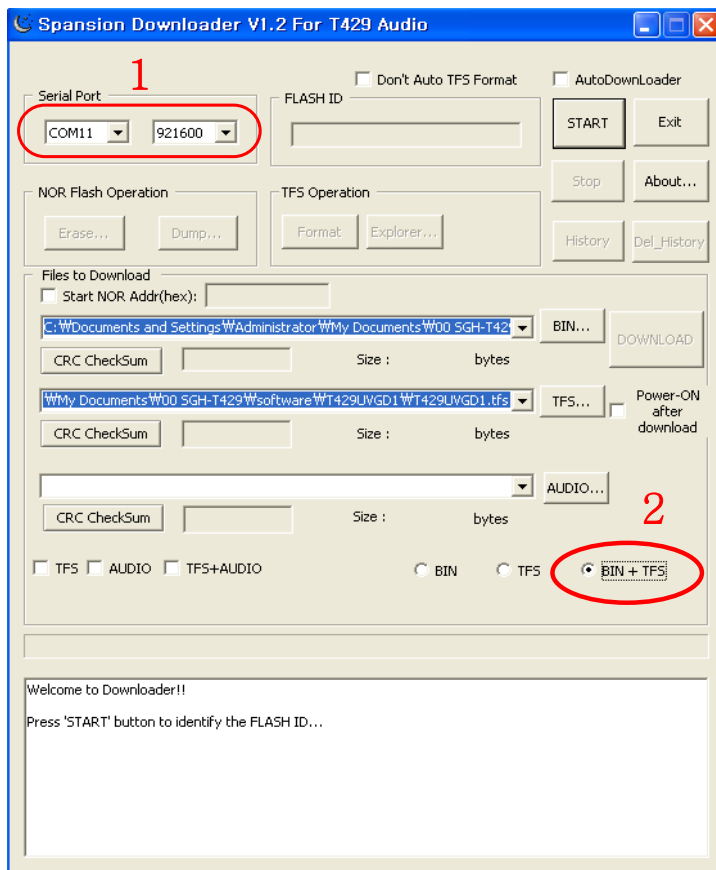 Spansion Downloader V1.2 For T429 Audio
1
Don't Auto TFS Format
AutoDownLoader
Serial Port
FLASH ID
COM11
921600
START
Exit
Stop
About...
NOR Flash Operation
TFS Operation
Erase...
Dump...
Format
Explorer...
History
Del_History
Files to Download
Start NOR Addr(hex):
C:₩Documents and Settings₩Administrator₩My Documents₩00 SGH-T42
BIN...
DOWNLOAD
CRC CheckSum
Size :
bytes
₩My Documents₩00 SGH-T429₩software₩T429UVGD1₩T429UVGD1.tfs
TFS...
Power-ON
after
download
CRC CheckSum
Size :
bytes
AUDIO...
2
CRC CheckSum
Size :
bytes
TFS
AUDIO
TFS+AUDIO
BIN
TFS
BIN + TFS
Welcome to Downloader!!
Press 'START' button to identify the FLASH ID...